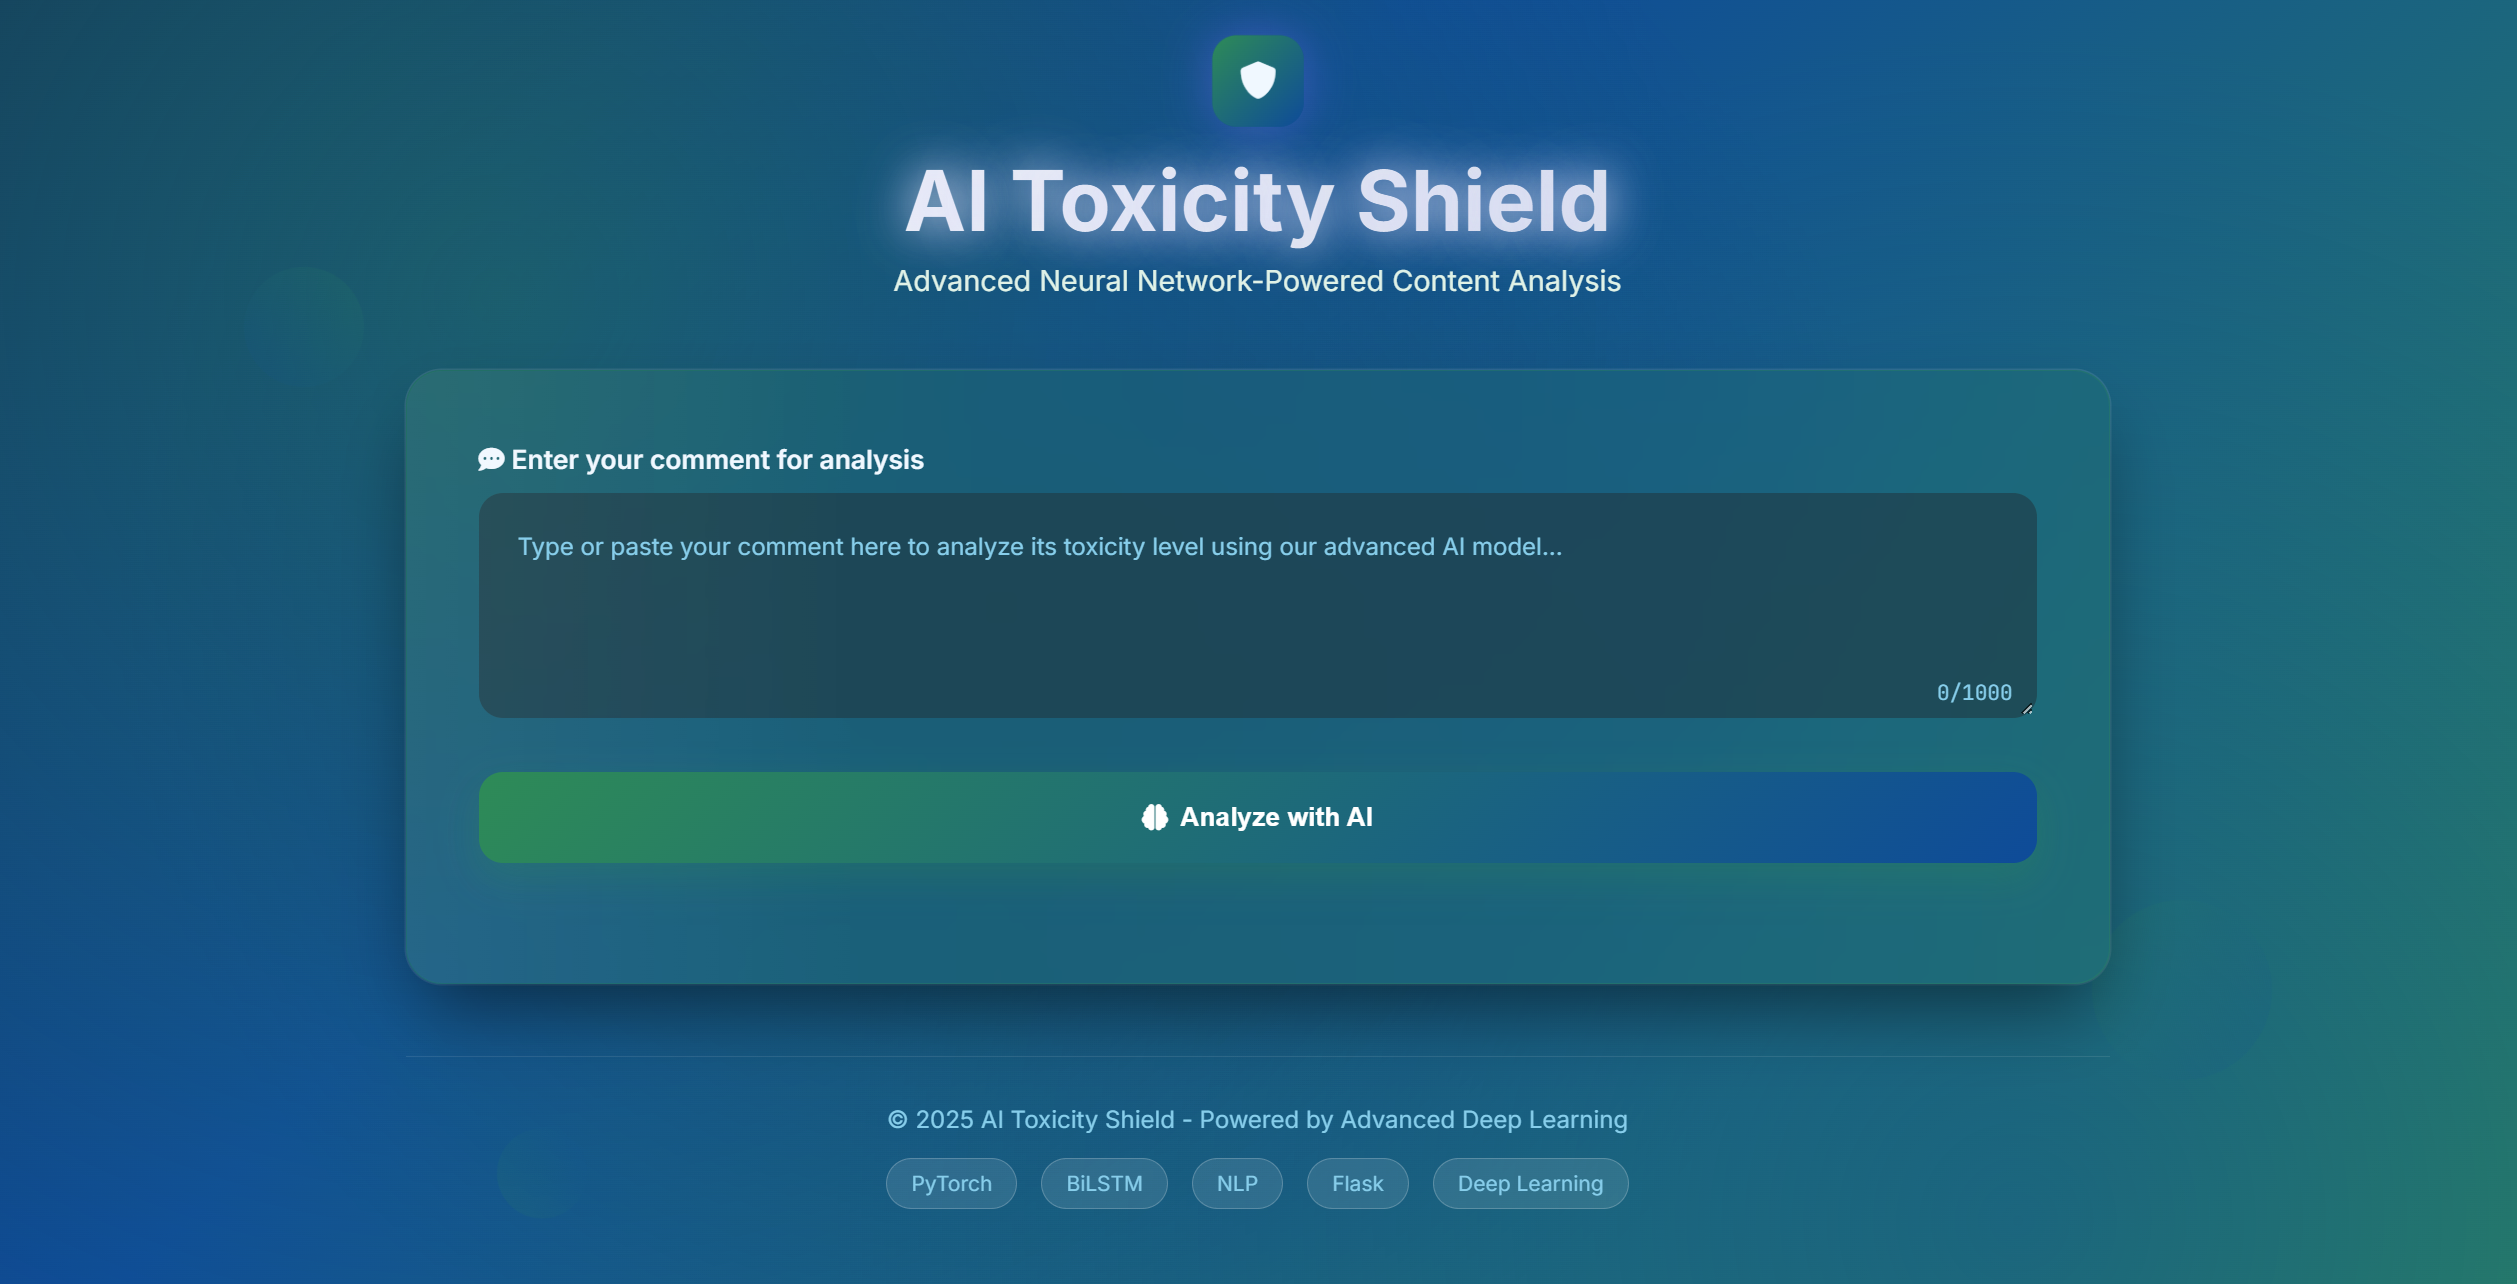 AI Toxicity Shield
Advanced Neural Network-Powered Content Analysis
Enter your comment for analysis
Type or paste your comment here to analyze its toxicity level using our advanced AI model...
0/1000
Analyze with AI
© 2025 AI Toxicity Shield - Powered by Advanced Deep Learning
PyTorch BiLSTM NLP Flask Deep Learning